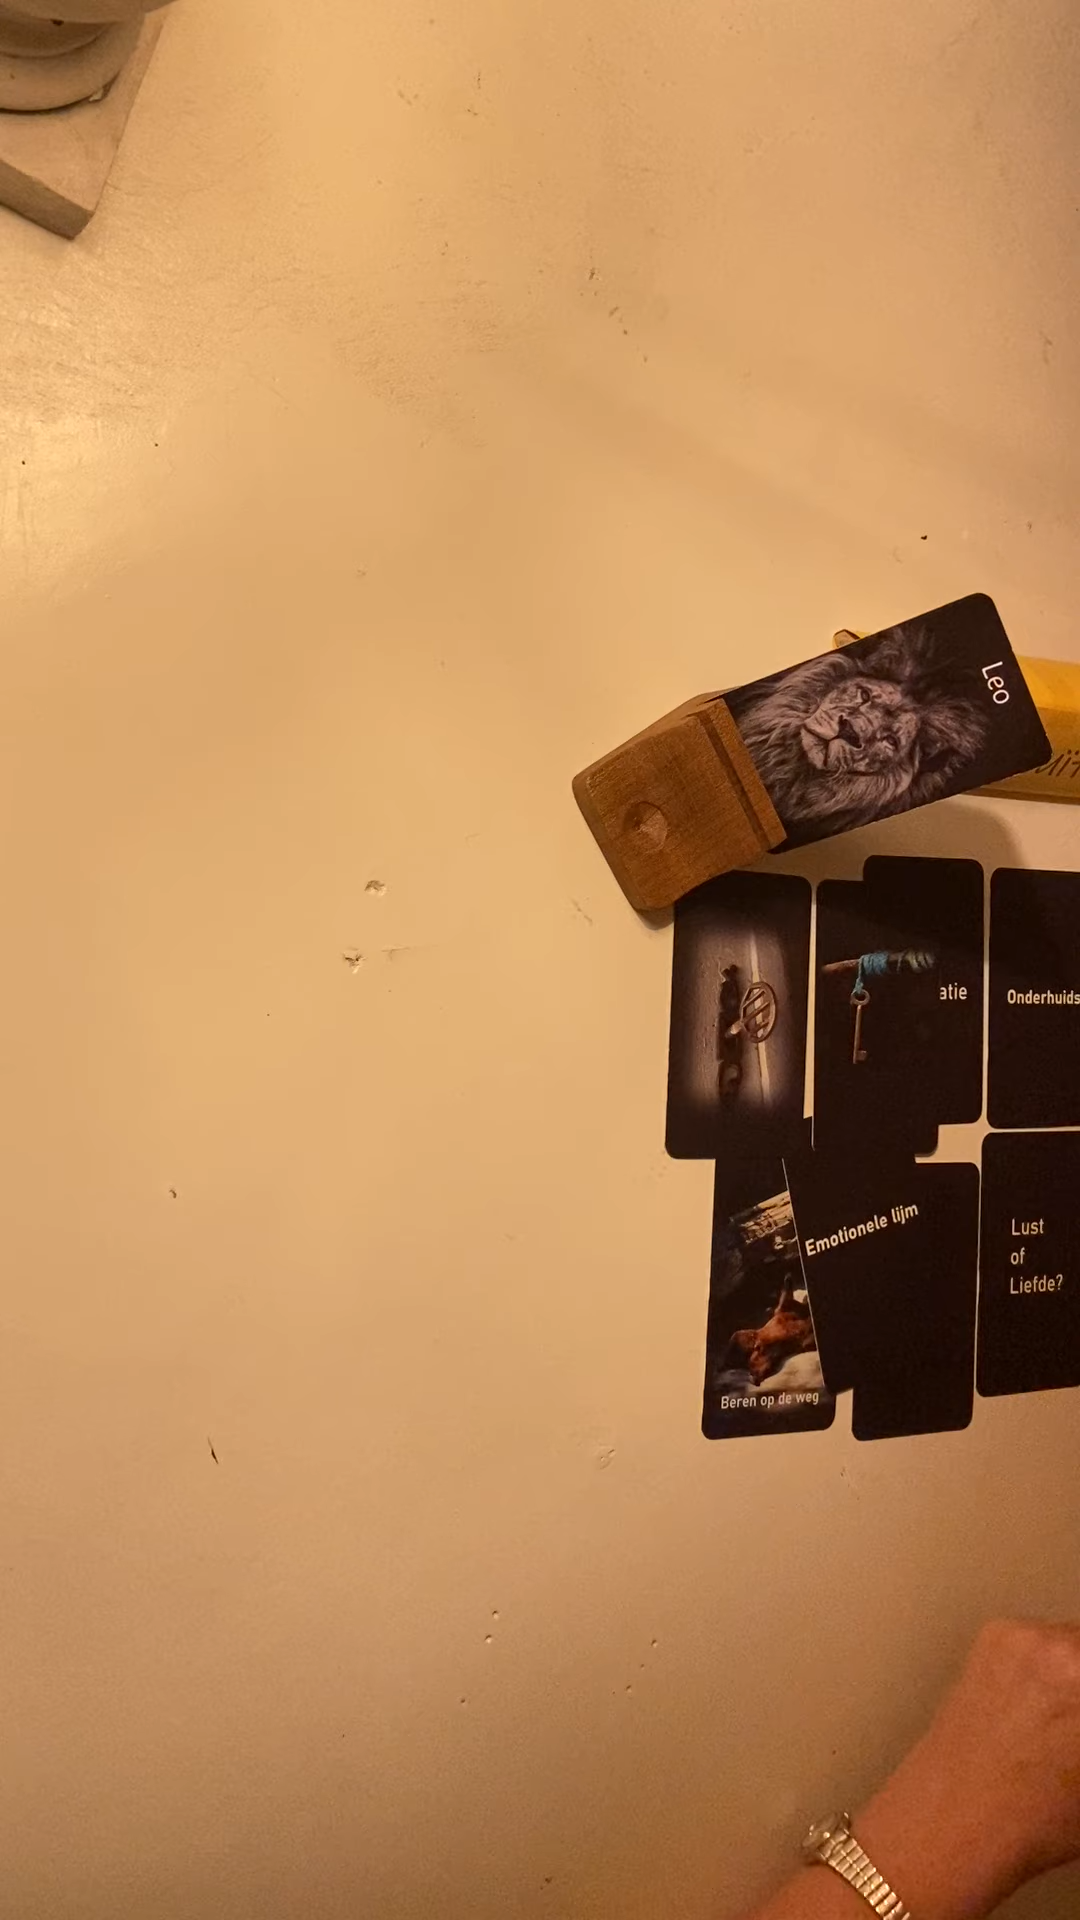 Leo
atie
Onderhuids
Emotionele lijm
Lust
of
Liefde?
Beren op de weg